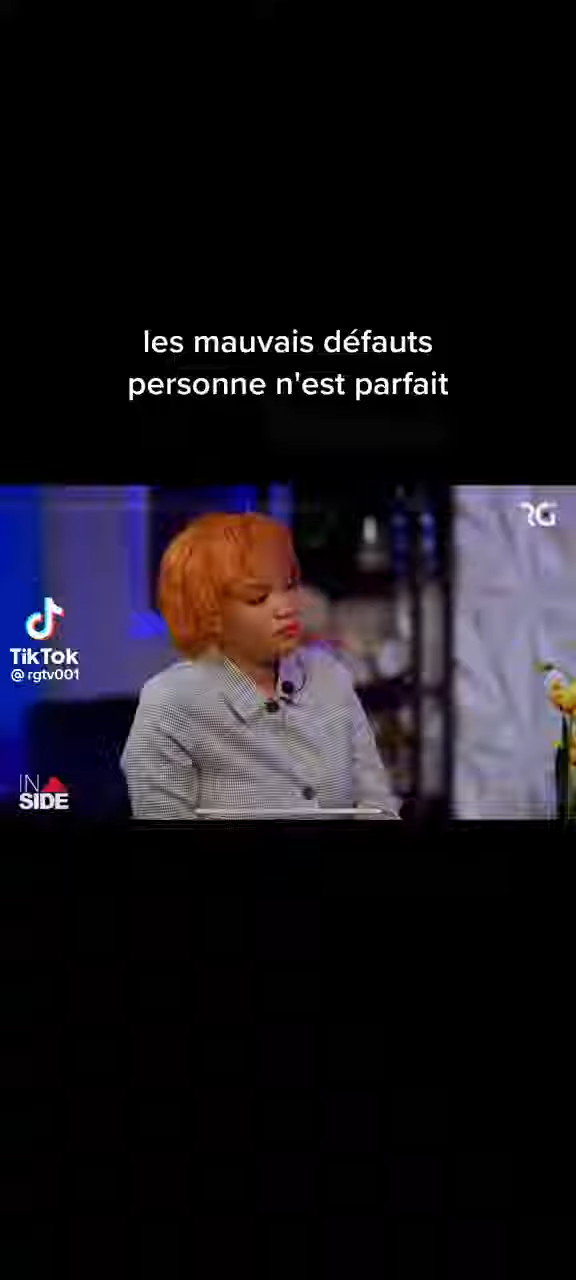 les mauvais défauts
personne n'est parfait
RG
TikTok
@rgtv001
IN
SIDE